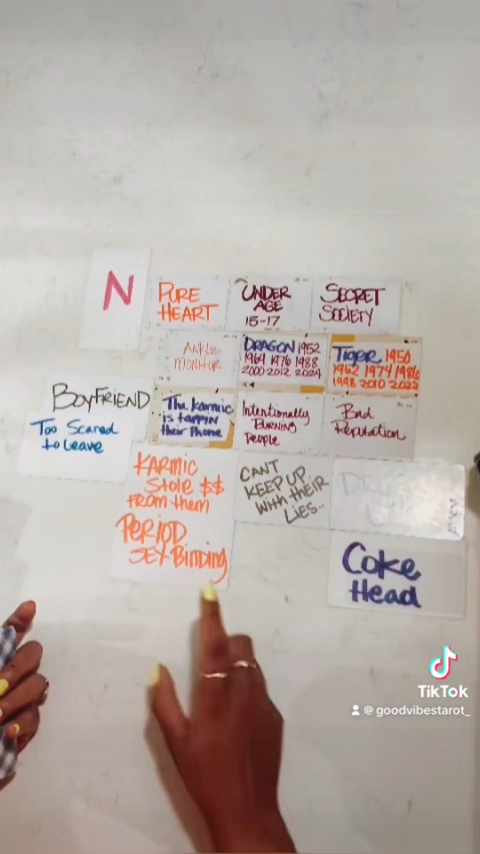 N
PURE
HEART
UNDER
AGE
15-17
SECRET
SOCIETY
ANKLE
MONITOR
DRAGON 1952
1964 1976 1988
2000 2012 2024
TIGER 1950
1962 1974 1986
1998 2010 2022
BOYFRIEND
Too Scared
to Leave
The Karmic
is tappin
their Phone
Intentionally
Burning
People
Bad
Reputation
KARMIC
Stole $$
FROM them
PERIOD
SEX Binding
CANT
KEEP UP
With thEIR
LIES..
Coke
Head
TikTok
@goodvibestarot_